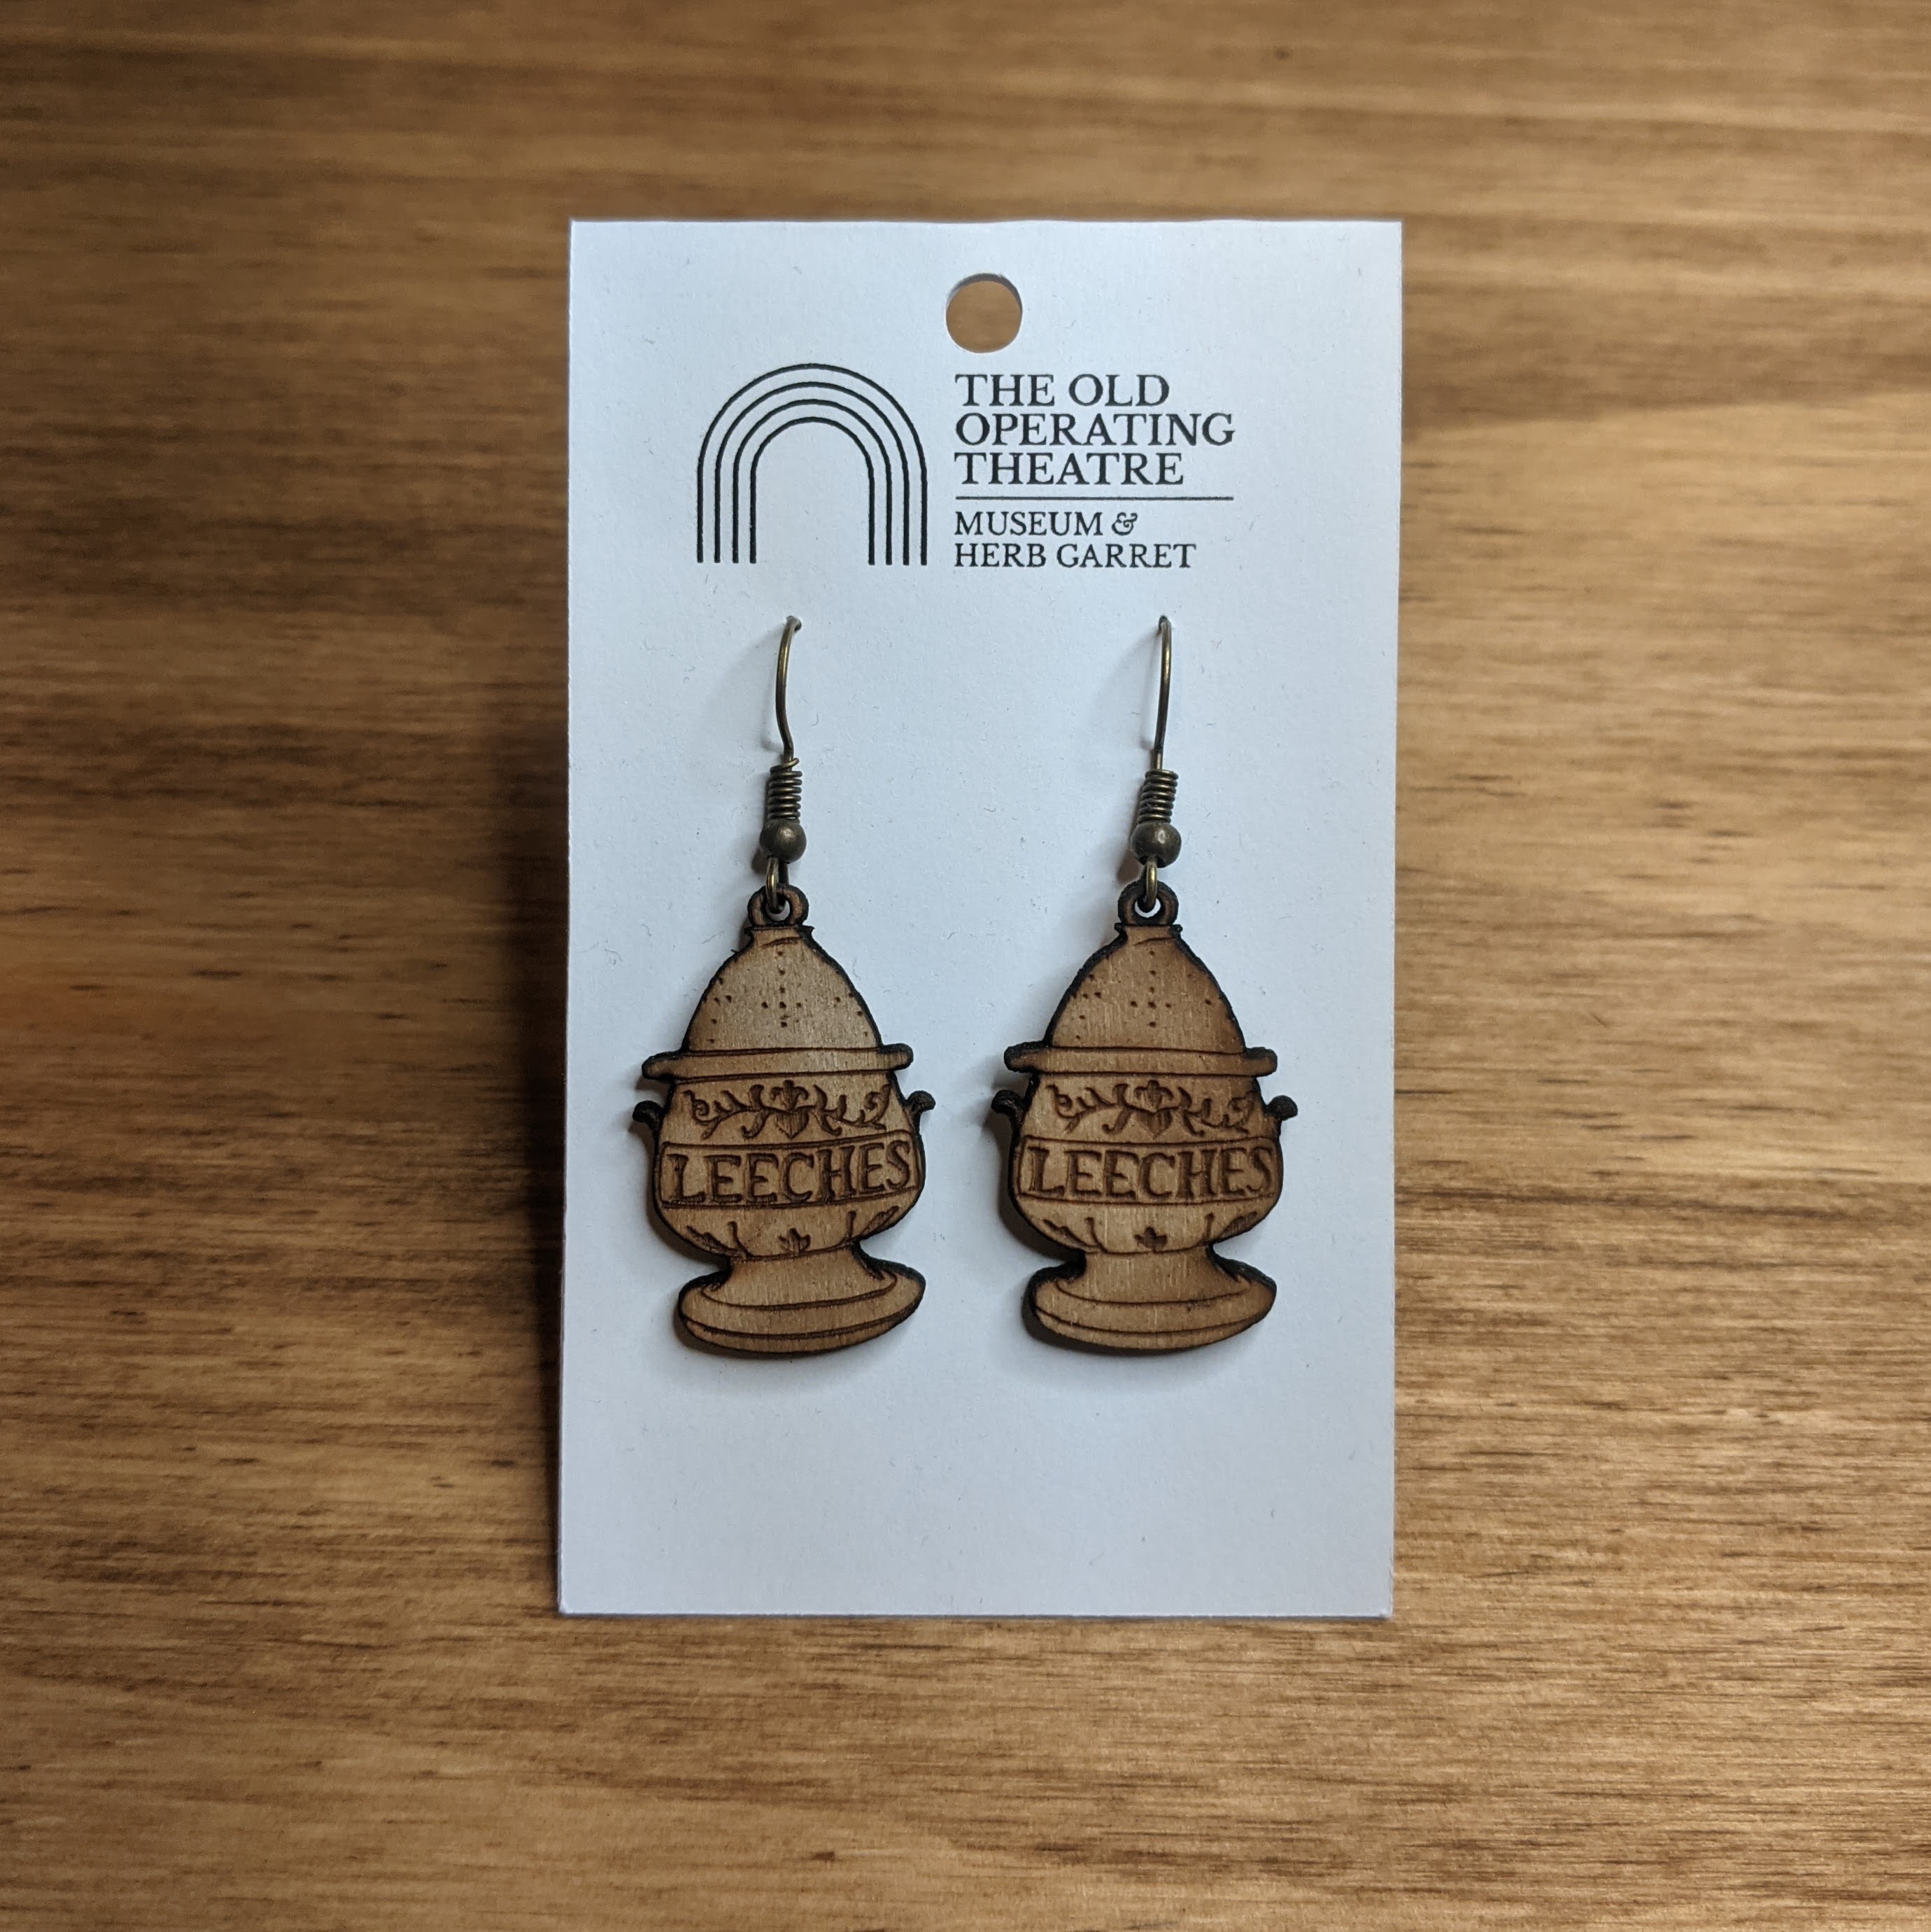 THE OLD
OPERATING
THEATRE
MUSEUM &
HERB GARRET
LEECHES
LEECHES